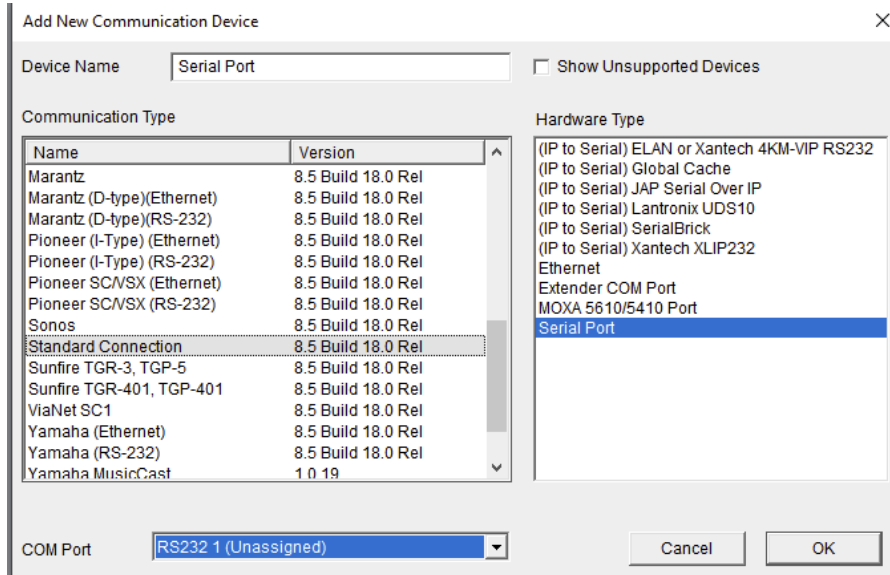 Add New Communication Device
Device Name Serial Port Show Unsupported Devices
Communication Type
Name Version
Marantz 8.5 Build 18.0 Rel
Marantz (D-type)(Ethernet) 8.5 Build 18.0 Rel
Marantz (D-type)(RS-232) 8.5 Build 18.0 Rel
Pioneer (I-Type) (Ethernet) 8.5 Build 18.0 Rel
Pioneer (I-Type) (RS-232) 8.5 Build 18.0 Rel
Pioneer SC/VSX (Ethernet) 8.5 Build 18.0 Rel
Pioneer SC/VSX (RS-232) 8.5 Build 18.0 Rel
Sonos 8.5 Build 18.0 Rel
Standard Connection 8.5 Build 18.0 Rel
Sunfire TGR-3, TGP-5 8.5 Build 18.0 Rel
Sunfire TGR-401, TGP-401 8.5 Build 18.0 Rel
ViaNet SC1 8.5 Build 18.0 Rel
Yamaha (Ethernet) 8.5 Build 18.0 Rel
Yamaha (RS-232) 8.5 Build 18.0 Rel
Yamaha MusicCast 1.0.19
Hardware Type
(IP to Serial) ELAN or Xantech 4KM-VIP RS232
(IP to Serial) Global Cache
(IP to Serial) JAP Serial Over IP
(IP to Serial) Lantronix UDS10
(IP to Serial) SerialBrick
(IP to Serial) Xantech XLIP232
Ethernet
Extender COM Port
MOXA 5610/5410 Port
Serial Port
COM Port RS232 1 (Unassigned) Cancel OK